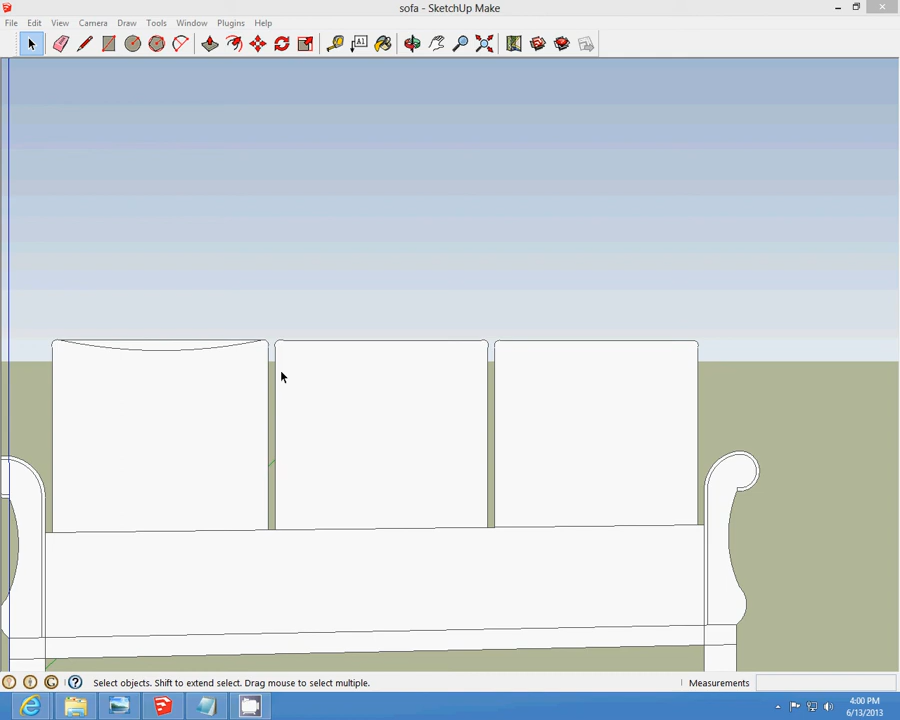 sofa - SketchUp Make
File Edit View Camera Draw Tools Window Plugins Help
A1
Select objects. Shift to extend select. Drag mouse to select multiple.
Measurements
4:00 PM
6/13/2013